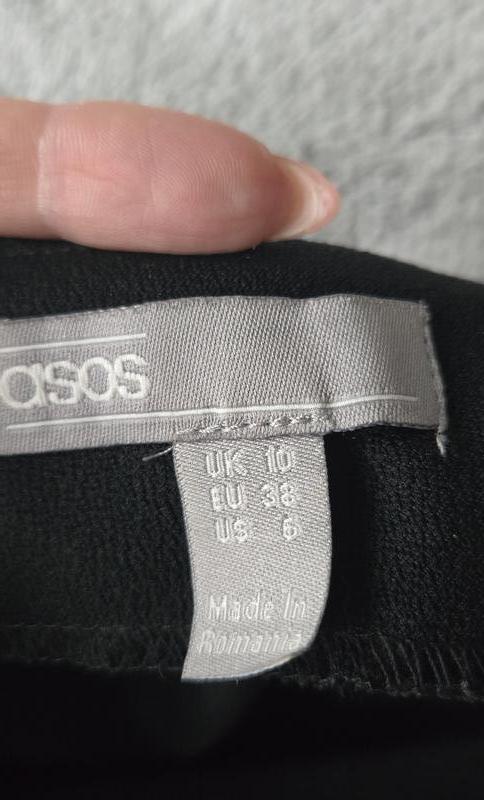 asos
UK 10
EU 38
US 6
Made In
Romania